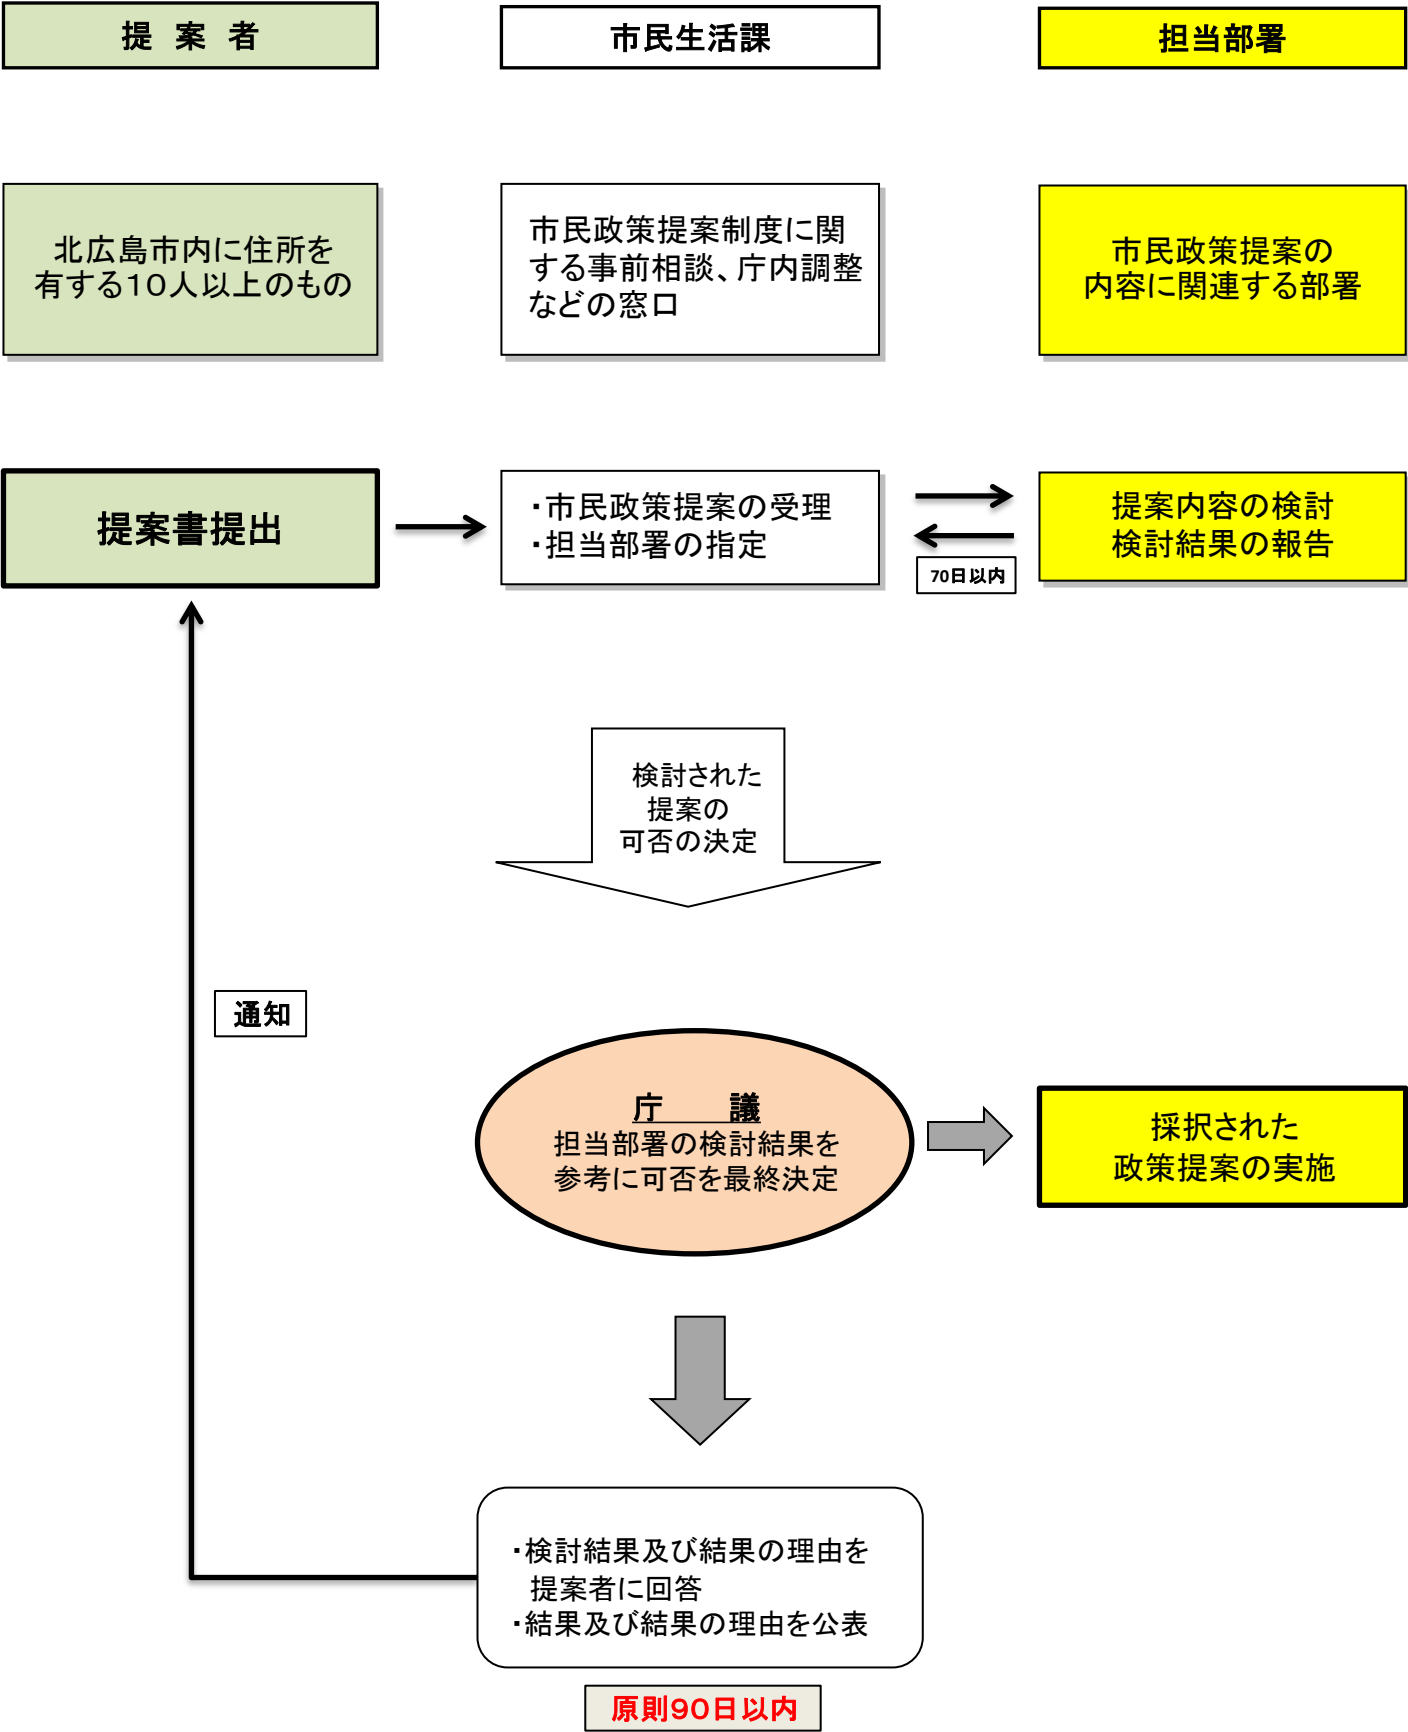 提　案　者
市民生活課
担当部署
北広島市内に住所を
有する１０人以上のもの
市民政策提案制度に関
する事前相談、庁内調整
などの窓口
市民政策提案の
内容に関連する部署
提案書提出
・市民政策提案の受理
・担当部署の指定
70日以内
提案内容の検討
検討結果の報告
検討された
提案の
可否の決定
通知
庁　　議
担当部署の検討結果を
参考に可否を最終決定
採択された
政策提案の実施
・検討結果及び結果の理由を
提案者に回答
・結果及び結果の理由を公表
原則９０日以内